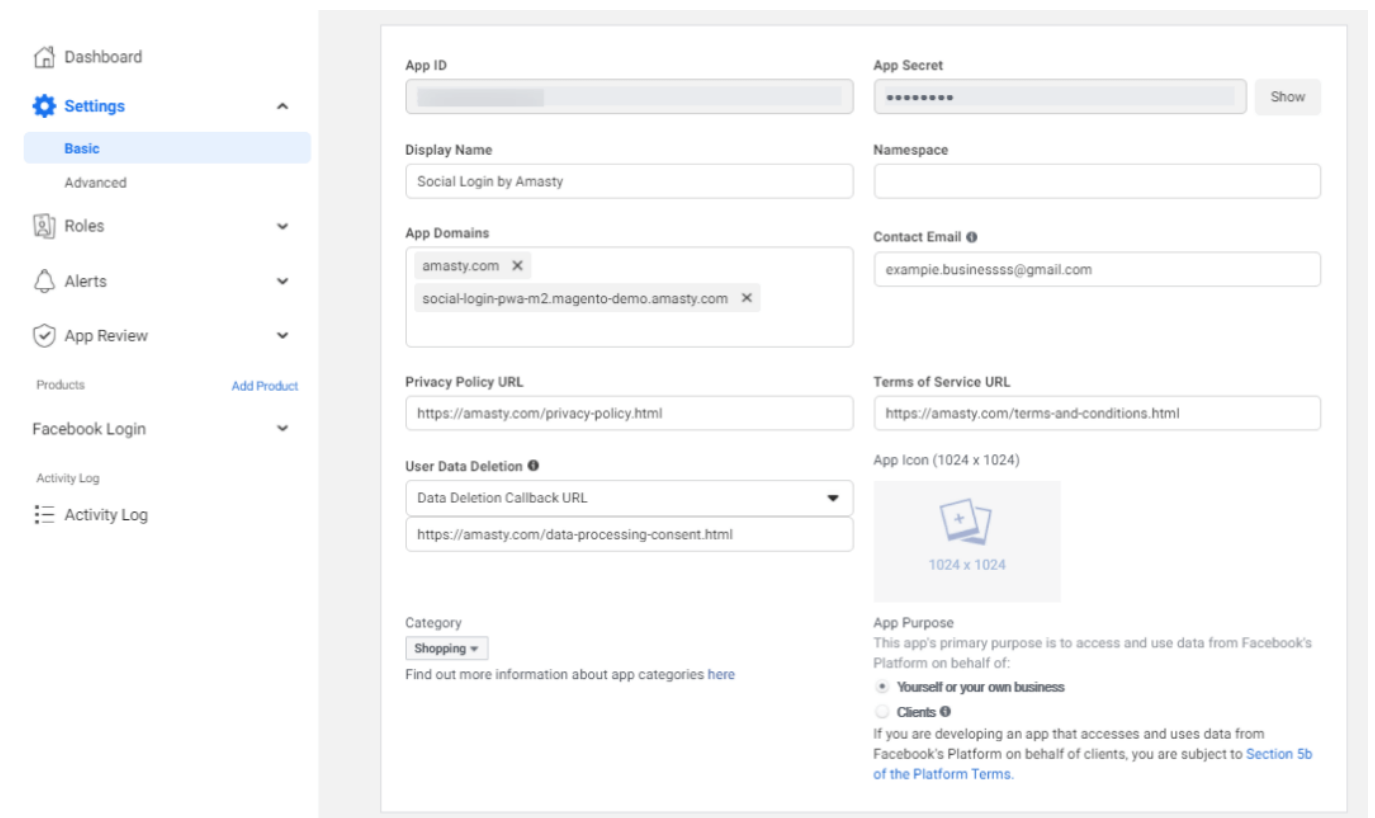 Dashboard
Settings
Basic
Advanced
Roles
Alerts
App Review
Products Add Product
Facebook Login
Activity Log
Activity Log
App ID
App Secret
•••••••• Show
Display Name
Social Login by Amasty
Namespace
App Domains
amasty.com ✕
social-login-pwa-m2.magento-demo.amasty.com ✕
Contact Email
exampie.businessss@gmail.com
Privacy Policy URL
https://amasty.com/privacy-policy.html
Terms of Service URL
https://amasty.com/terms-and-conditions.html
User Data Deletion
Data Deletion Callback URL
https://amasty.com/data-processing-consent.html
App Icon (1024 x 1024)
1024 x 1024
Category
Shopping
Find out more information about app categories here
App Purpose
This app's primary purpose is to access and use data from Facebook's
Platform on behalf of:
Yourself or your own business
Clients
If you are developing an app that accesses and uses data from
Facebook's Platform on behalf of clients, you are subject to Section 5b
of the Platform Terms.